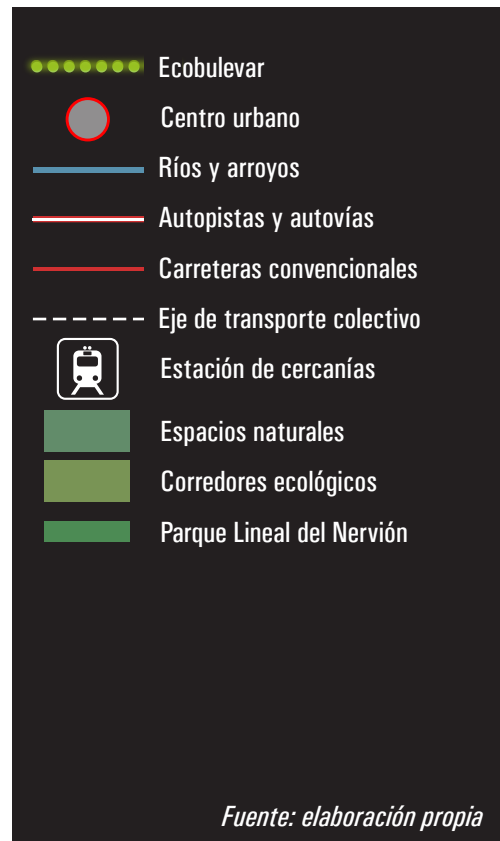 Ecobulevar
Centro urbano
Ríos y arroyos
Autopistas y autovías
Carreteras convencionales
Eje de transporte colectivo
Estación de cercanías
Espacios naturales
Corredores ecológicos
Parque Lineal del Nervión
Fuente: elaboración propia